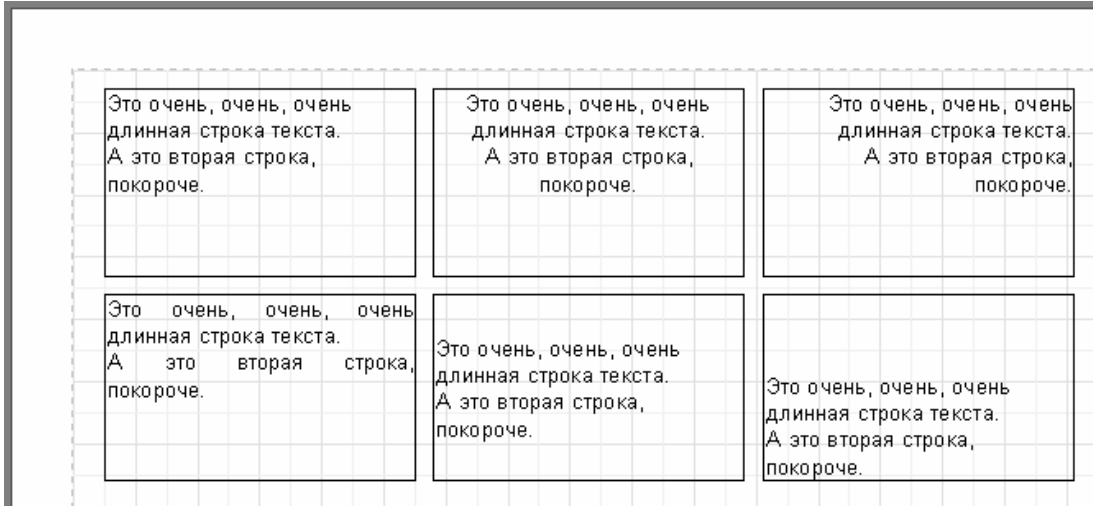 Это очень, очень, очень
длинная строка текста.
А это вторая строка,
покороче.
Это очень, очень, очень
длинная строка текста.
А это вторая строка,
покороче.
Это очень, очень, очень
длинная строка текста.
А это вторая строка,
покороче.
Это очень, очень, очень
длинная строка текста.
А это вторая строка,
покороче.
Это очень, очень, очень
длинная строка текста.
А это вторая строка,
покороче.
Это очень, очень, очень
длинная строка текста.
А это вторая строка,
покороче.